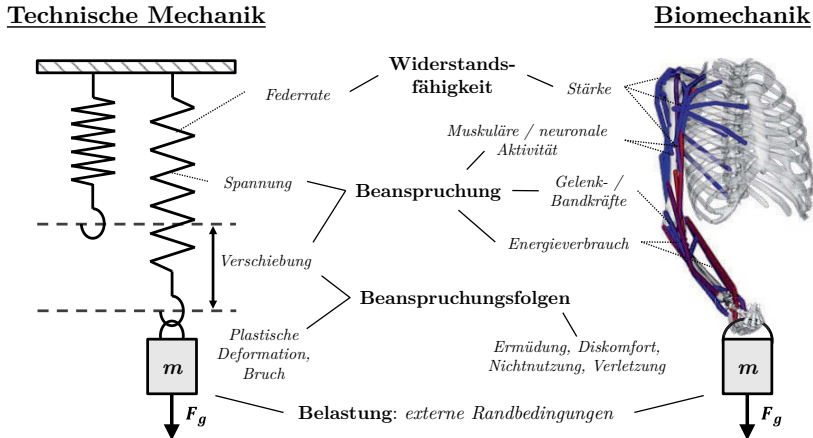 Technische Mechanik
Biomechanik
Widerstands-
fähigkeit
Federrate
Stärke
Muskuläre / neuronale
Aktivität
Spannung
Beanspruchung
Gelenk- /
Bandkräfte
Energieverbrauch
Verschiebung
Beanspruchungsfolgen
Plastische
Deformation,
Bruch
Ermüdung, Diskomfort,
Nichtnutzung, Verletzung
m
m
F_g
Belastung: externe Randbedingungen
F_g